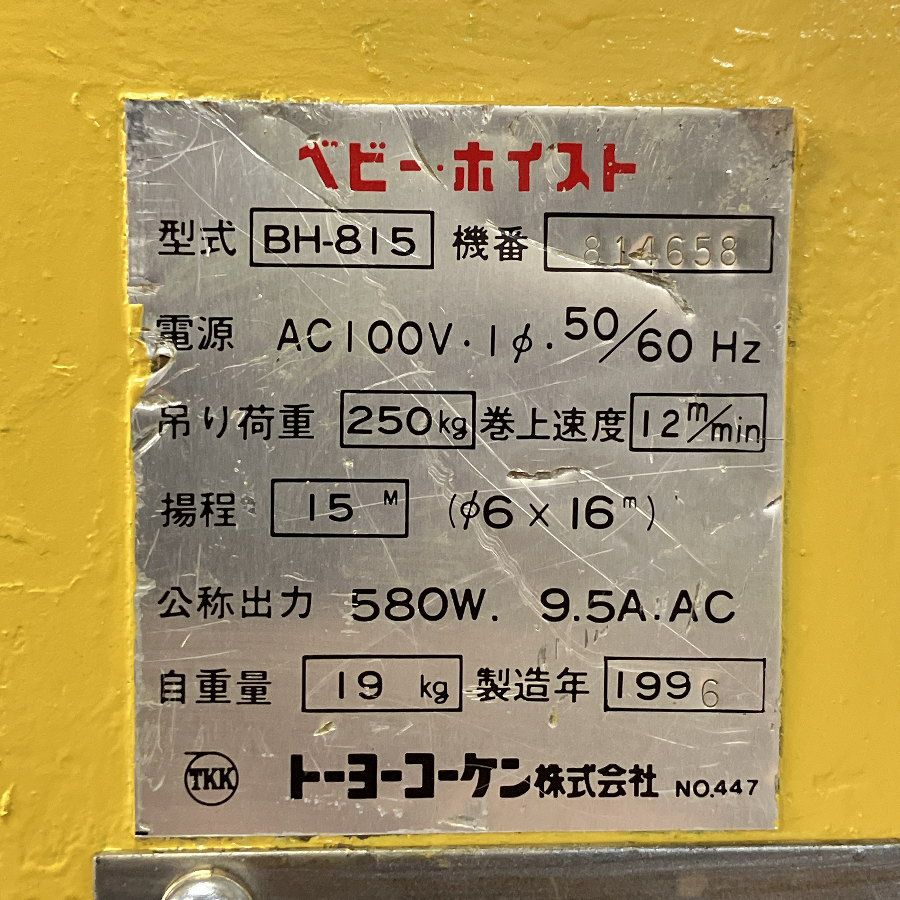 ベビー・ホイスト
型式 BH-815 機番 814658
電源 AC100V・1φ.50/60 Hz
吊り荷重 250kg 巻上速度 12m/min
揚程 15M (φ6×16m)
公称出力 580W. 9.5A.AC
自重量 19 kg 製造年 1996
TKK トーヨーコーケン株式会社 NO.447